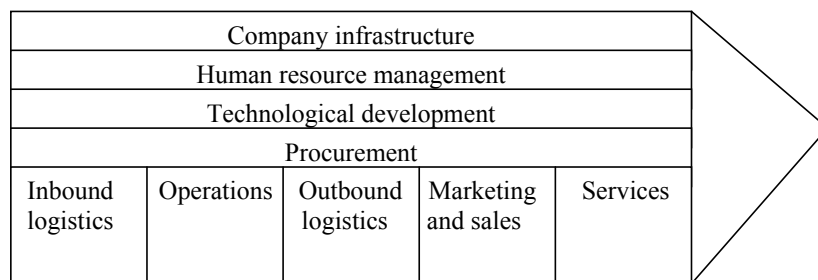 Company infrastructure
Human resource management
Technological development
Procurement
Inbound
logistics
Operations
Outbound
logistics
Marketing
and sales
Services